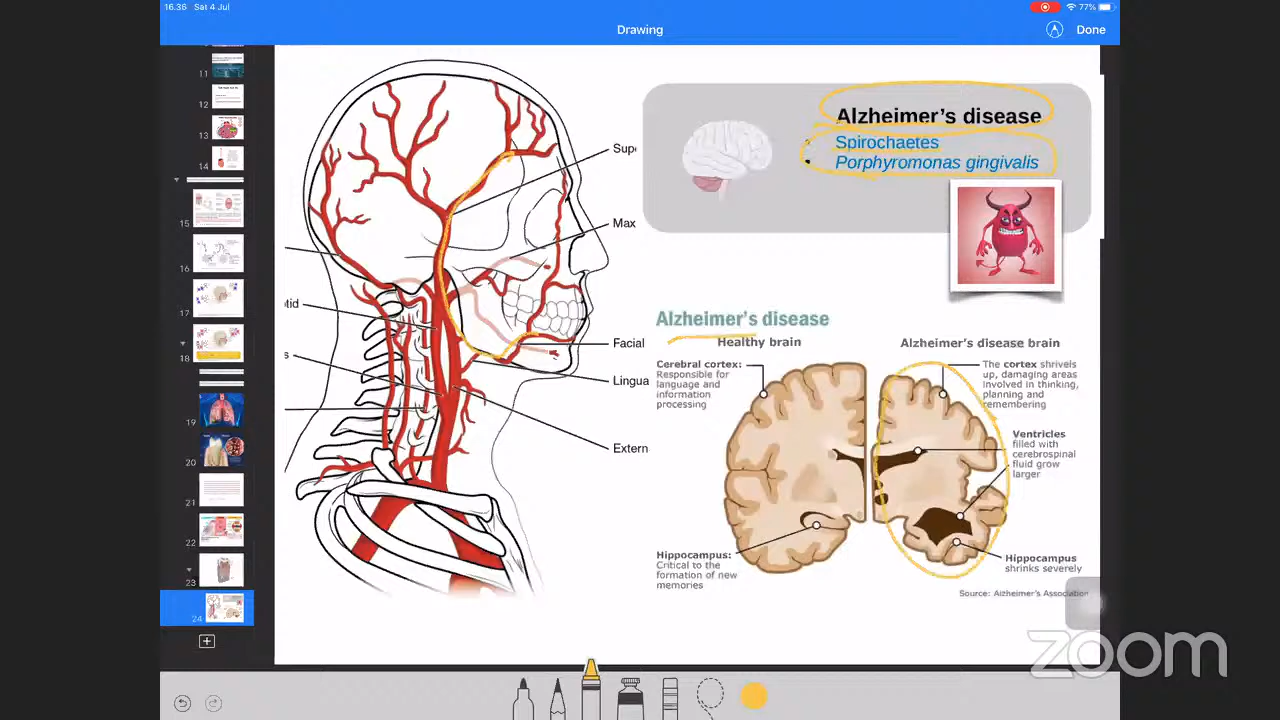 16.36 Sat 4 Jul
77%
Drawing
Done
11
12
13
14
15
16
17
18
19
20
21
22
23
24
Supe
Max
Facial
Lingua
Extern
Alzheimer's disease
Spirochaetes
Porphyromonas gingivalis
Alzheimer's disease
Healthy brain
Alzheimer's disease brain
Cerebral cortex:
Responsible for
language and
information
processing
The cortex shrivels
up, damaging areas
involved in thinking,
planning and
remembering
Ventricles
filled with
cerebrospinal
fluid grow
larger
Hippocampus:
Critical to the
formation of new
memories
Hippocampus
shrinks severely
Source: Alzheimer's Association
zoom